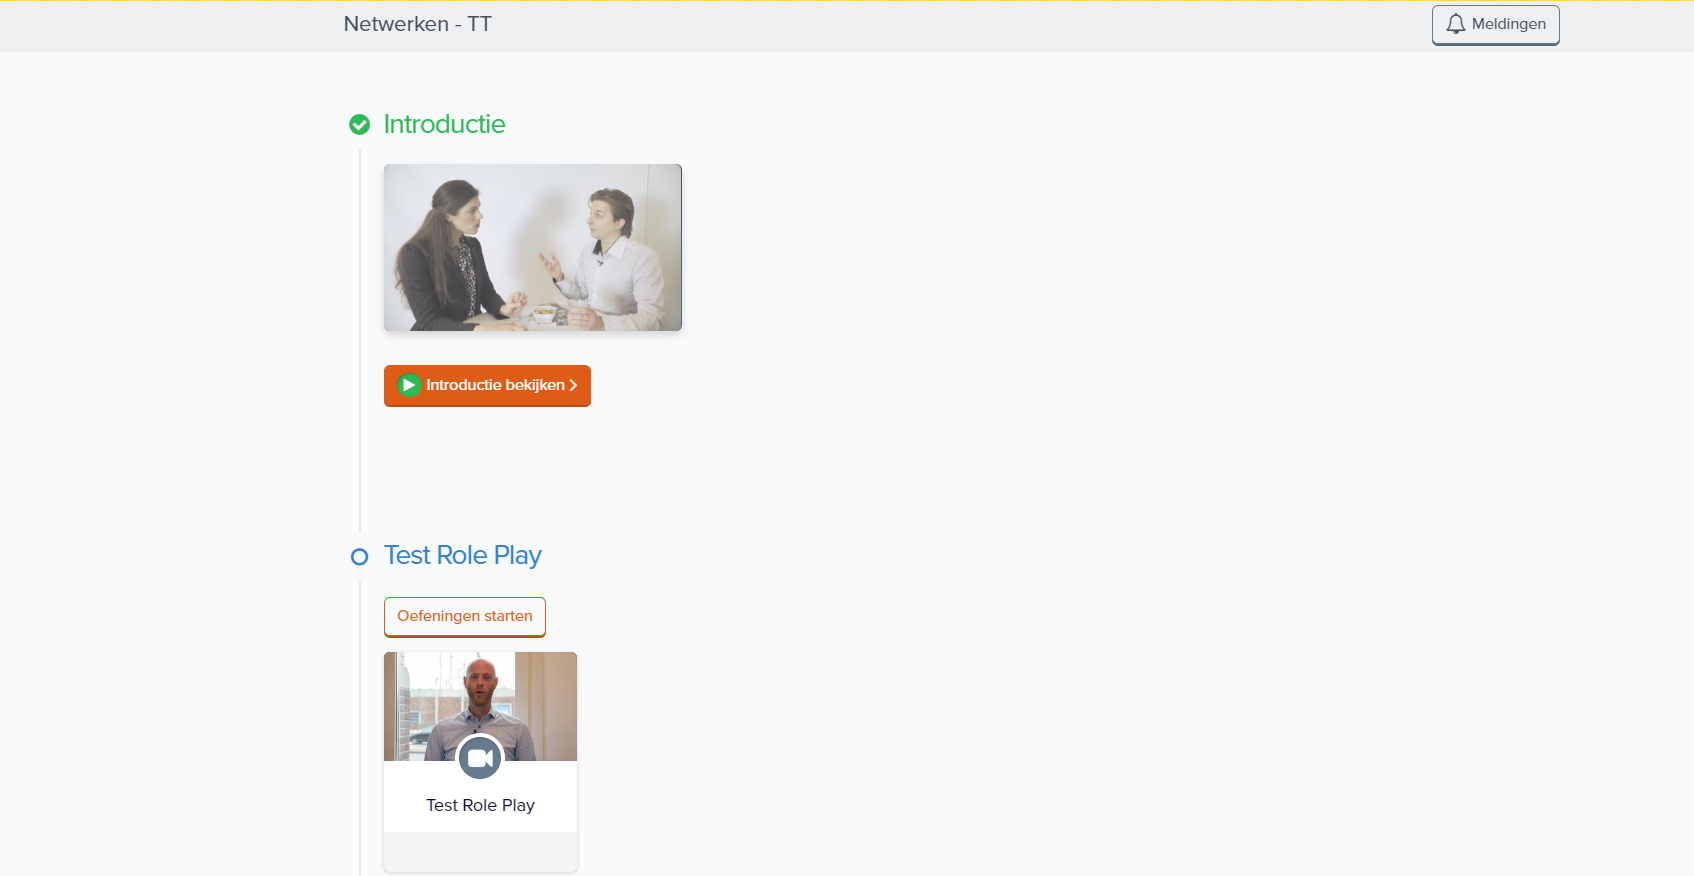 Netwerken - TT
Meldingen
Introductie
Introductie bekijken
Test Role Play
Oefeningen starten
Test Role Play